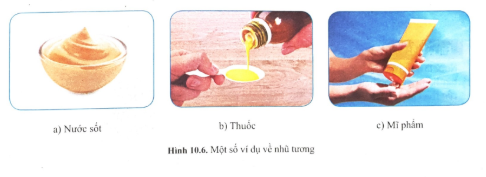 a) Nước sốt
b) Thuốc
c) Mĩ phẩm
Hình 10.6. Một số ví dụ về nhũ tương